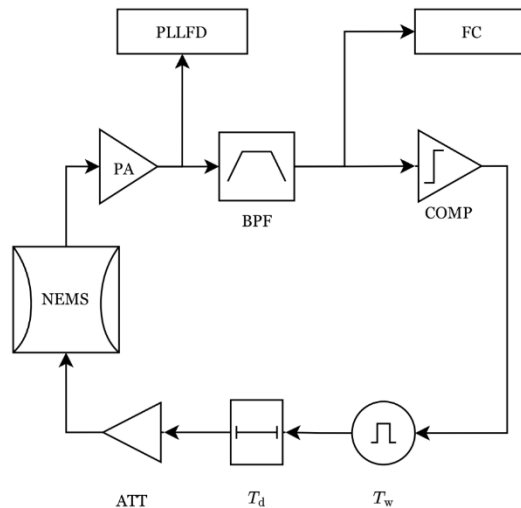 PLLFD
FC
PA
BPF
COMP
NEMS
ATT
T_d
T_w